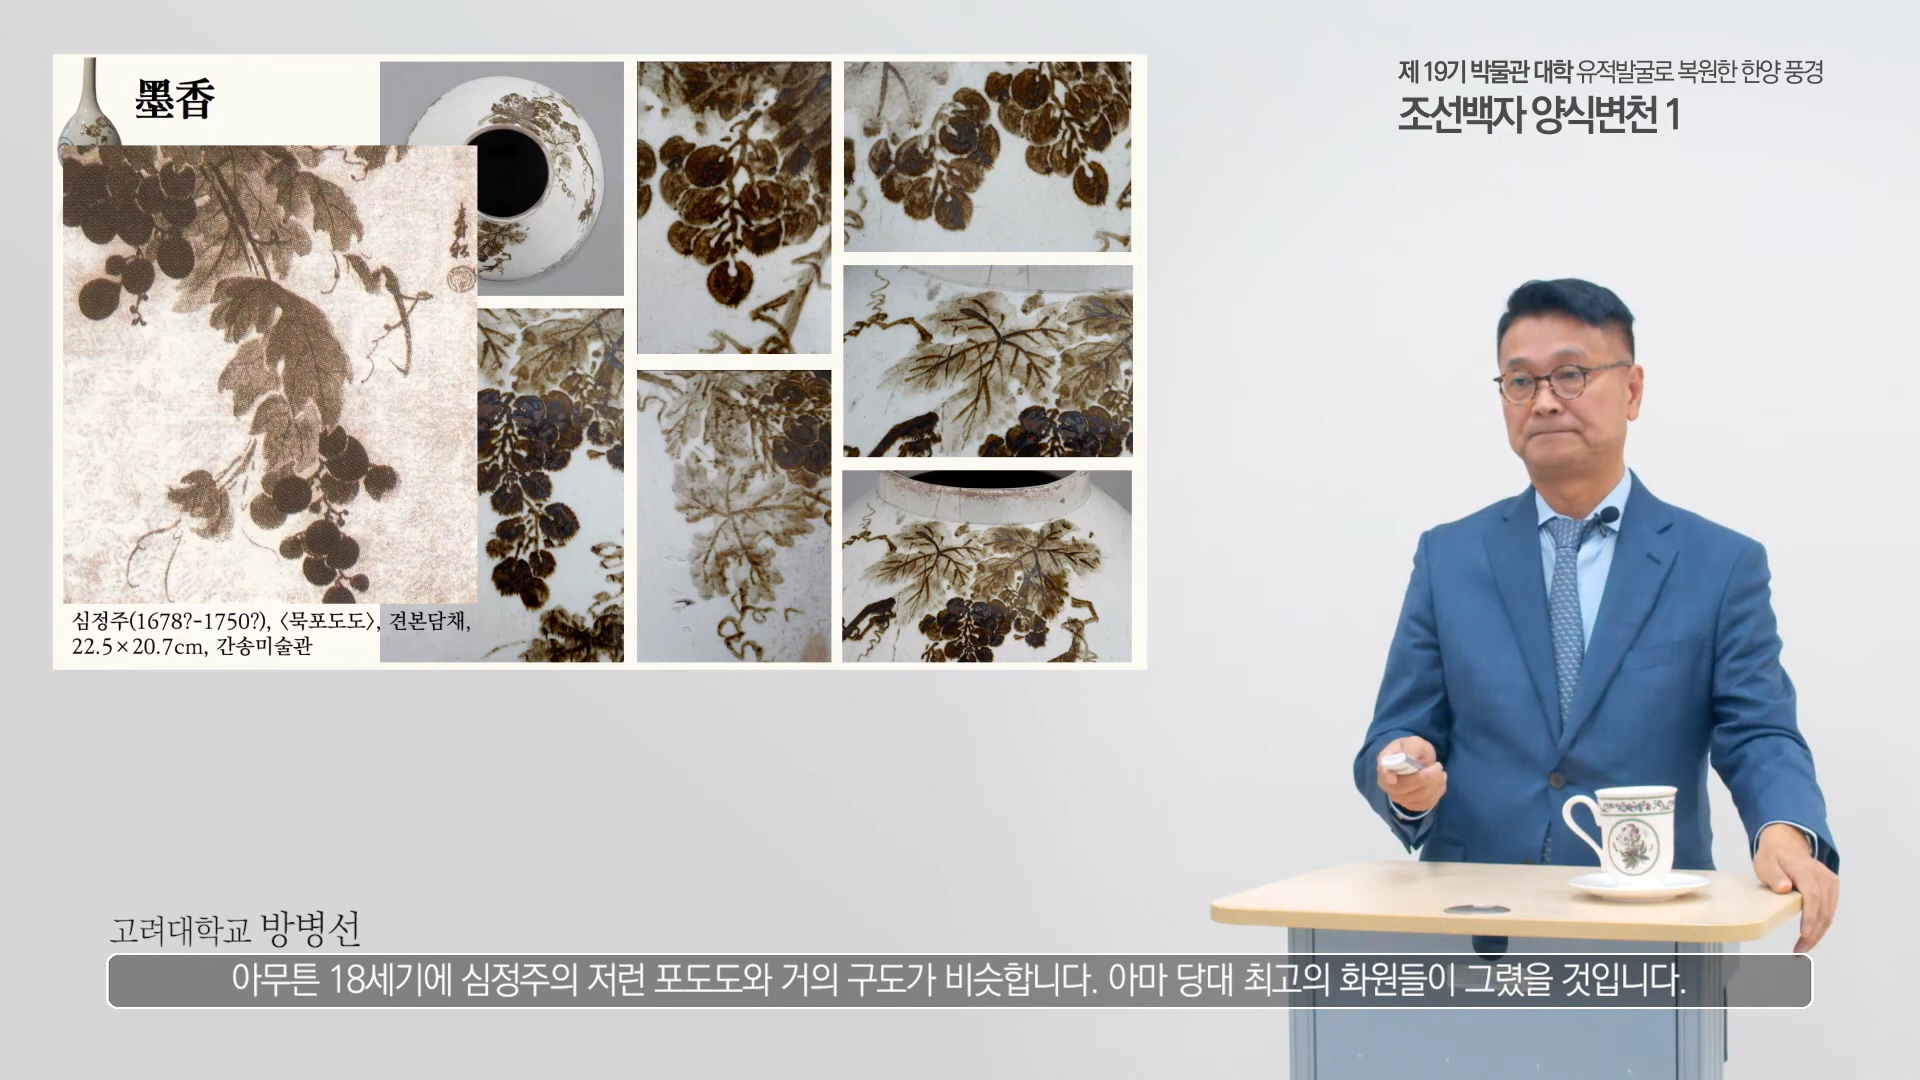 墨香
심정주(1678?-1750?), <묵포도도>, 견본담채,
22.5×20.7cm, 간송미술관
제 19기 박물관 대학 유적발굴로 복원한 한양 풍경
조선백자 양식변천 1
고려대학교 방병선
아무튼 18세기에 심정주의 저런 포도도와 거의 구도가 비슷합니다. 아마 당대 최고의 화원들이 그렸을 것입니다.